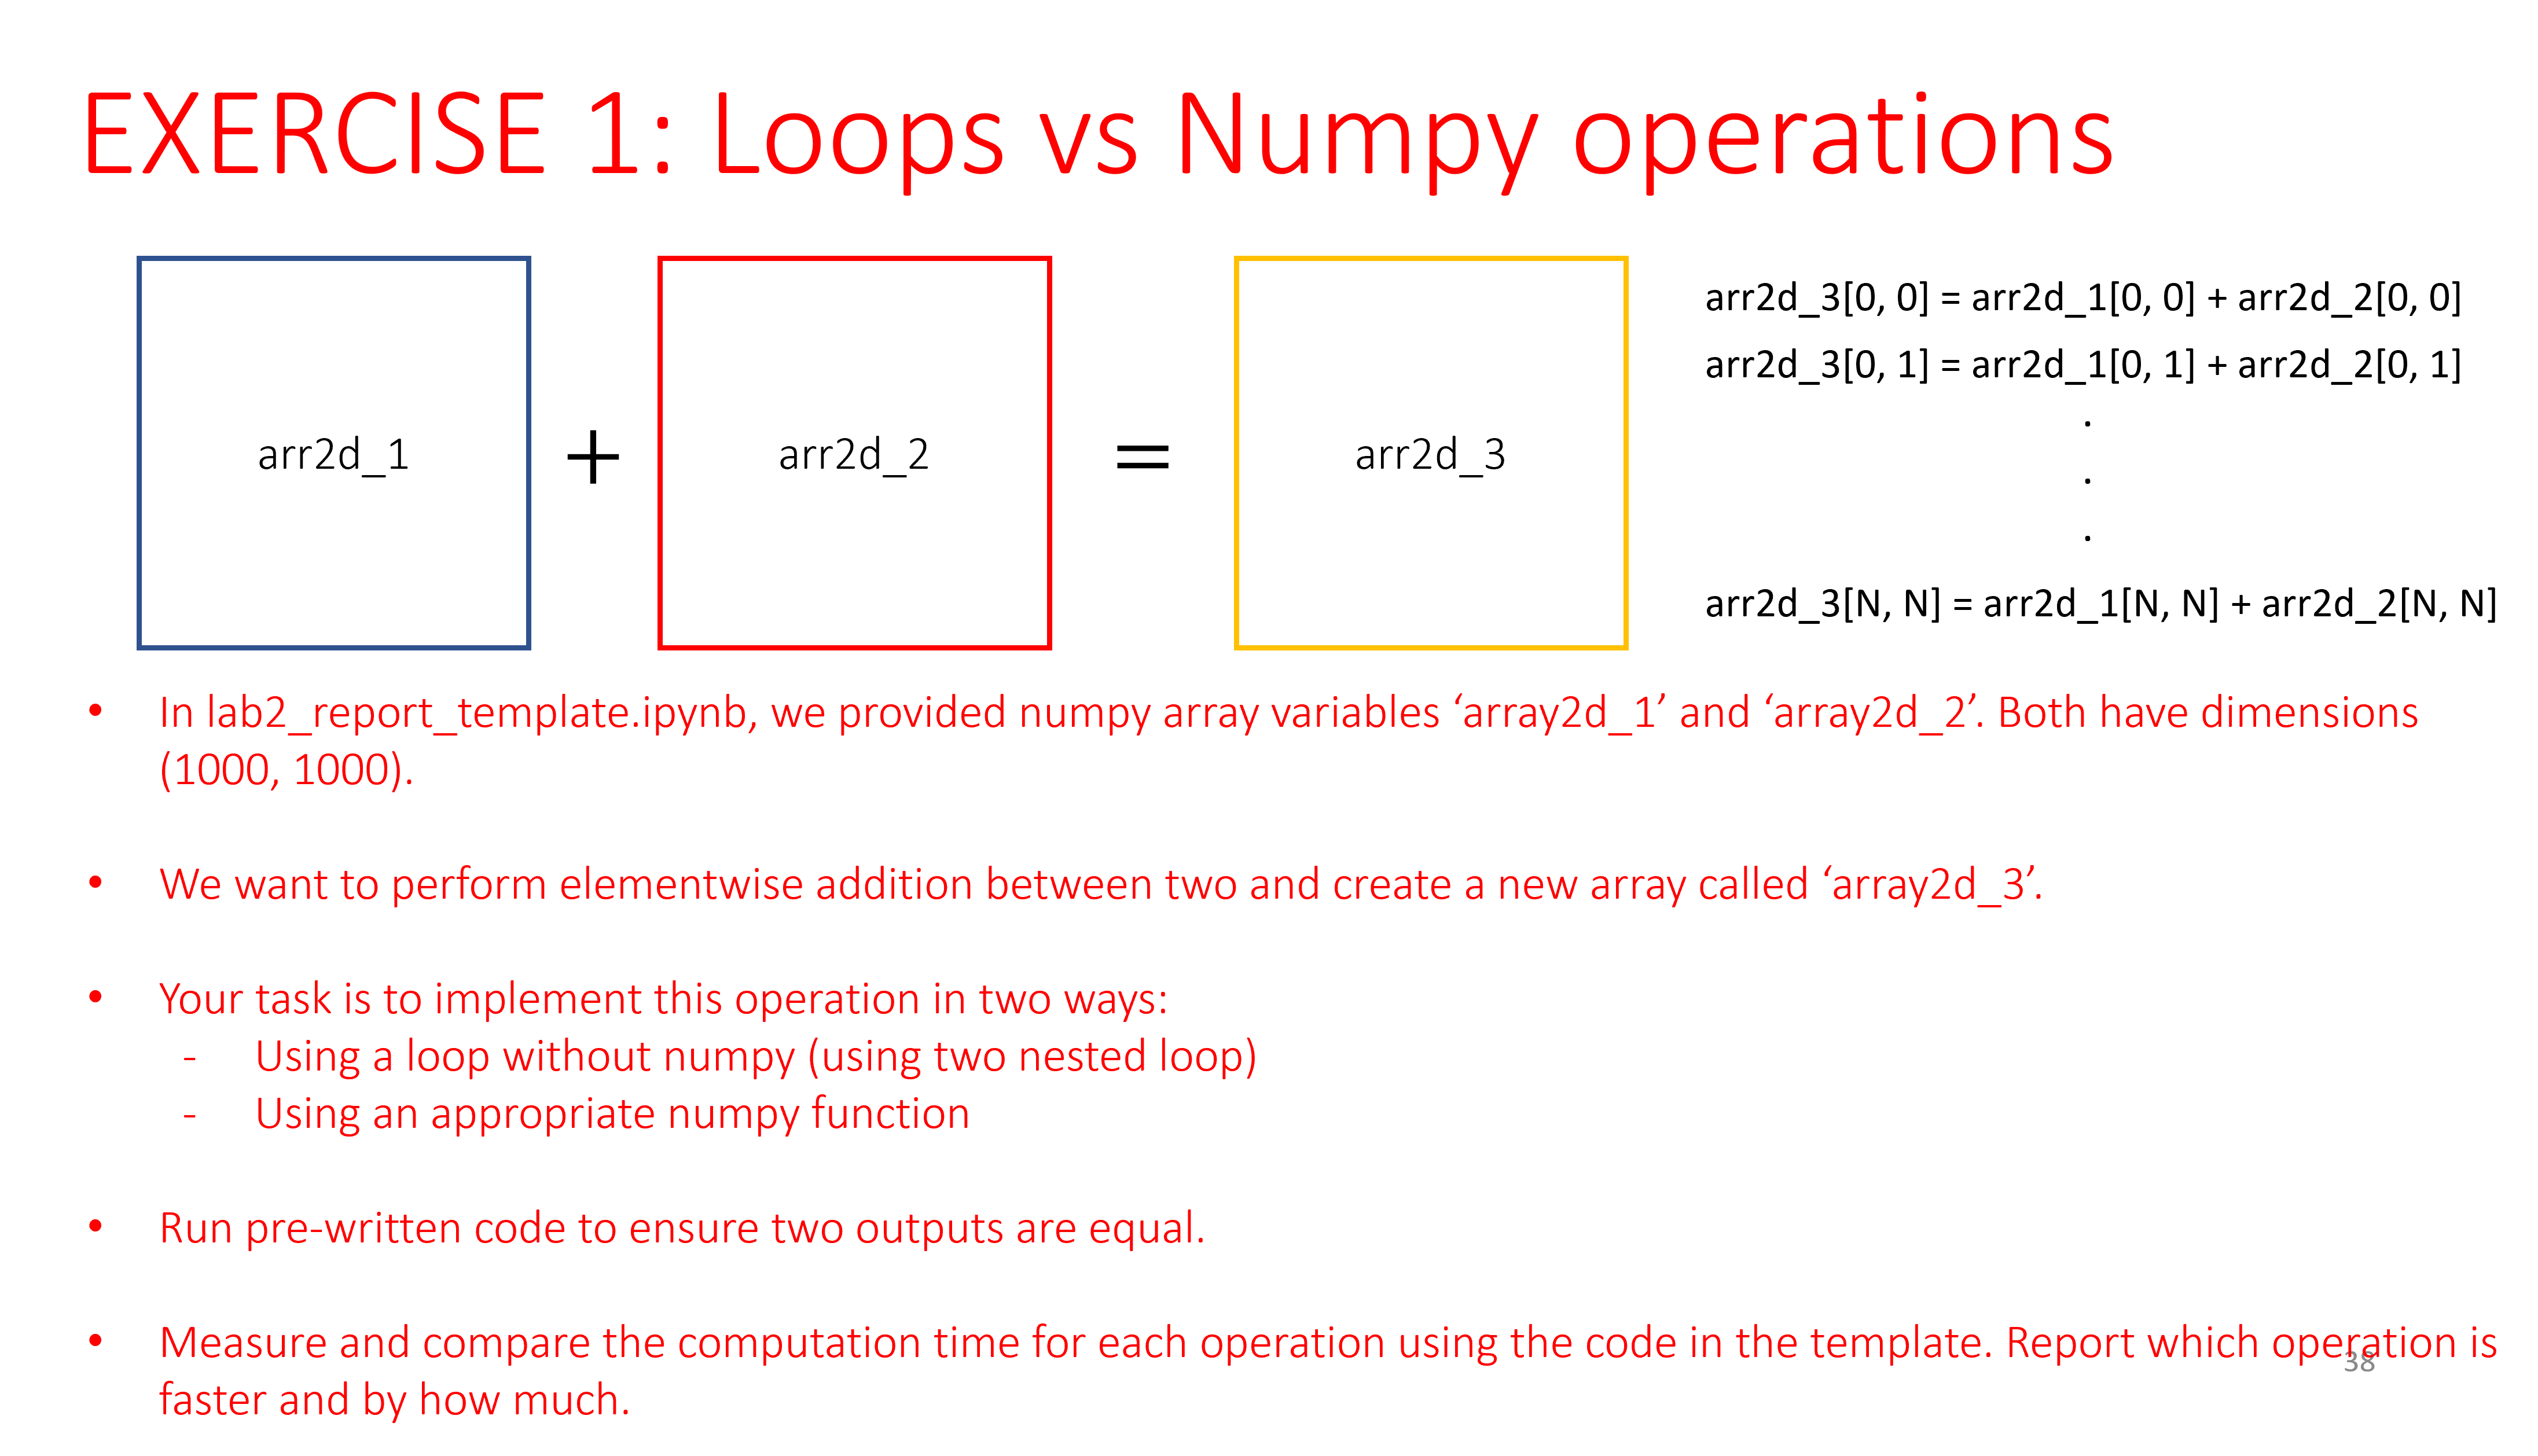 EXERCISE 1: Loops vs Numpy operations
arr2d_1
+
arr2d_2
=
arr2d_3
arr2d_3[0, 0] = arr2d_1[0, 0] + arr2d_2[0, 0]
arr2d_3[0, 1] = arr2d_1[0, 1] + arr2d_2[0, 1]
.
.
.
arr2d_3[N, N] = arr2d_1[N, N] + arr2d_2[N, N]
• In lab2_report_template.ipynb, we provided numpy array variables ‘array2d_1’ and ‘array2d_2’. Both have dimensions
(1000, 1000).
• We want to perform elementwise addition between two and create a new array called ‘array2d_3’.
• Your task is to implement this operation in two ways:
- Using a loop without numpy (using two nested loop)
- Using an appropriate numpy function
• Run pre-written code to ensure two outputs are equal.
• Measure and compare the computation time for each operation using the code in the template. Report which operation is
faster and by how much.
38